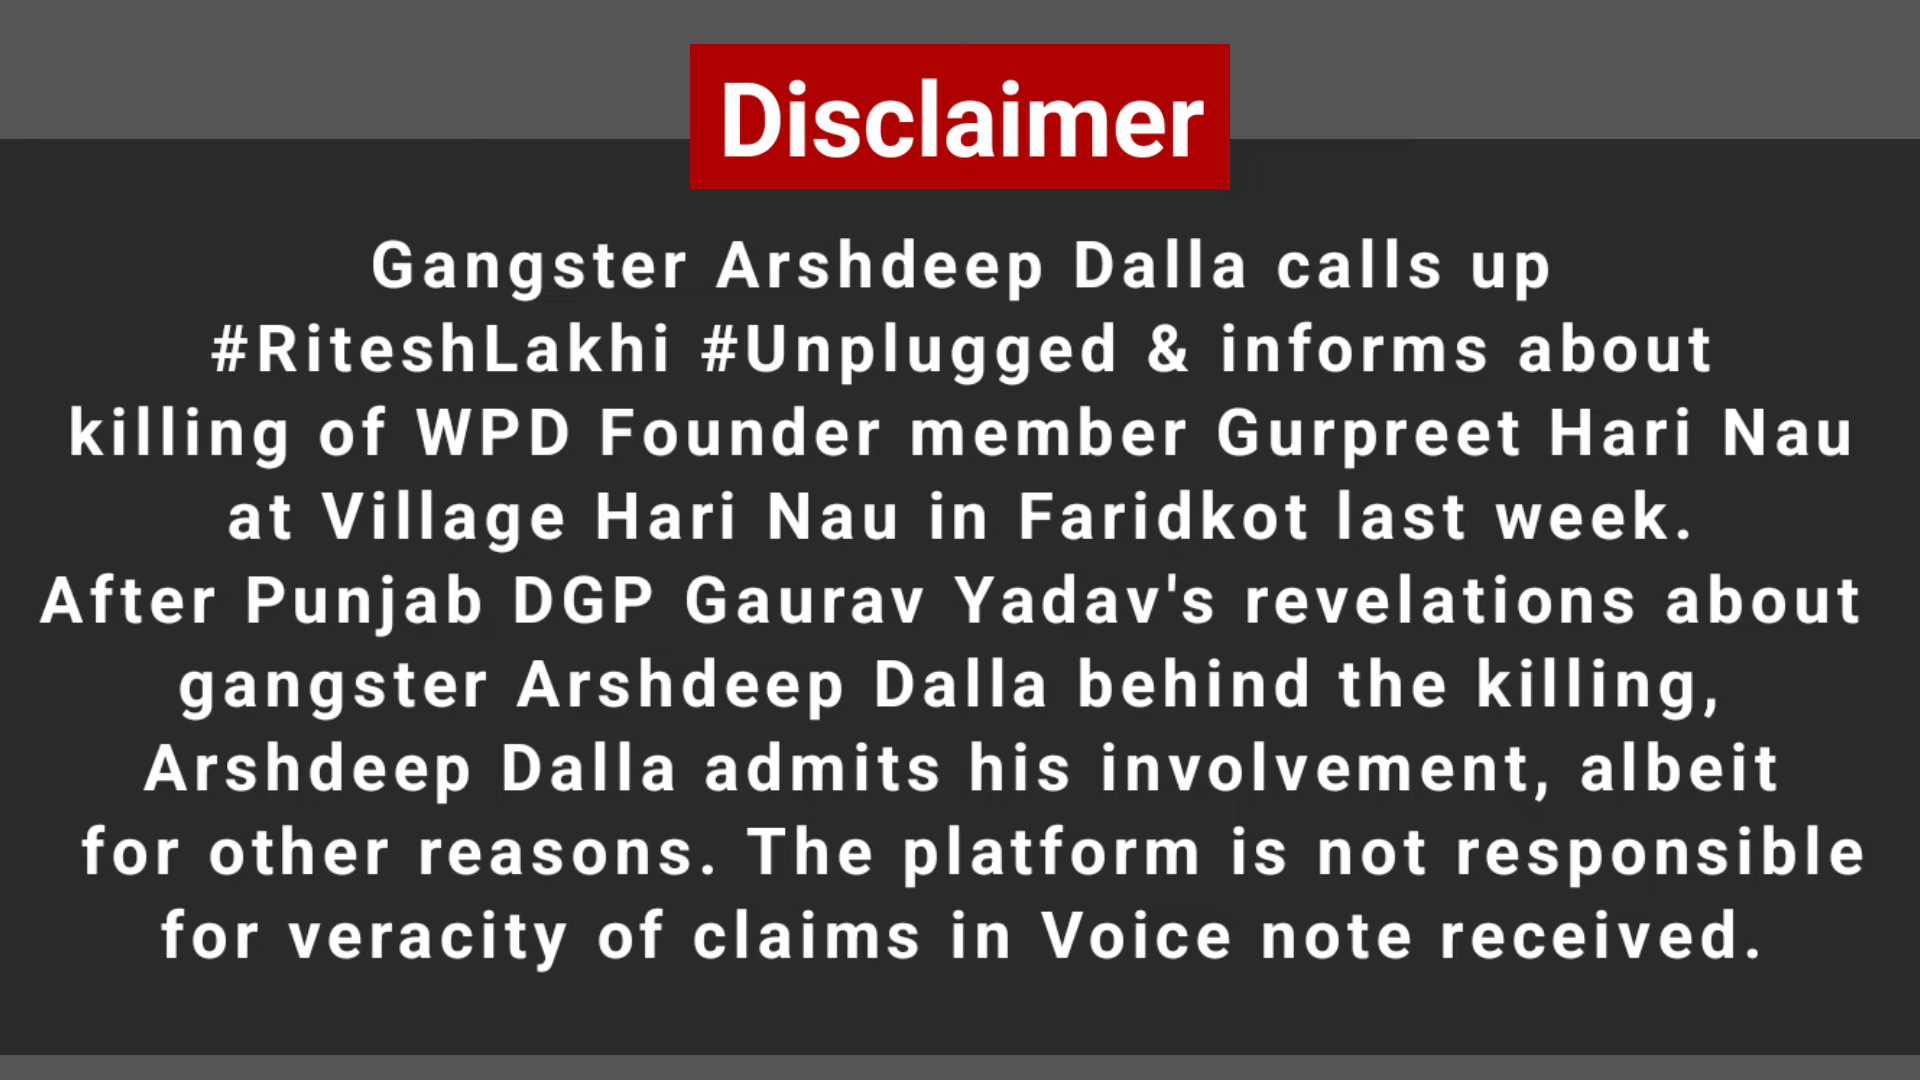 Disclaimer
Gangster Arshdeep Dalla calls up
#RiteshLakhi #Unplugged & informs about
killing of WPD Founder member Gurpreet Hari Nau
at Village Hari Nau in Faridkot last week.
After Punjab DGP Gaurav Yadav's revelations about
gangster Arshdeep Dalla behind the killing,
Arshdeep Dalla admits his involvement, albeit
for other reasons. The platform is not responsible
for veracity of claims in Voice note received.